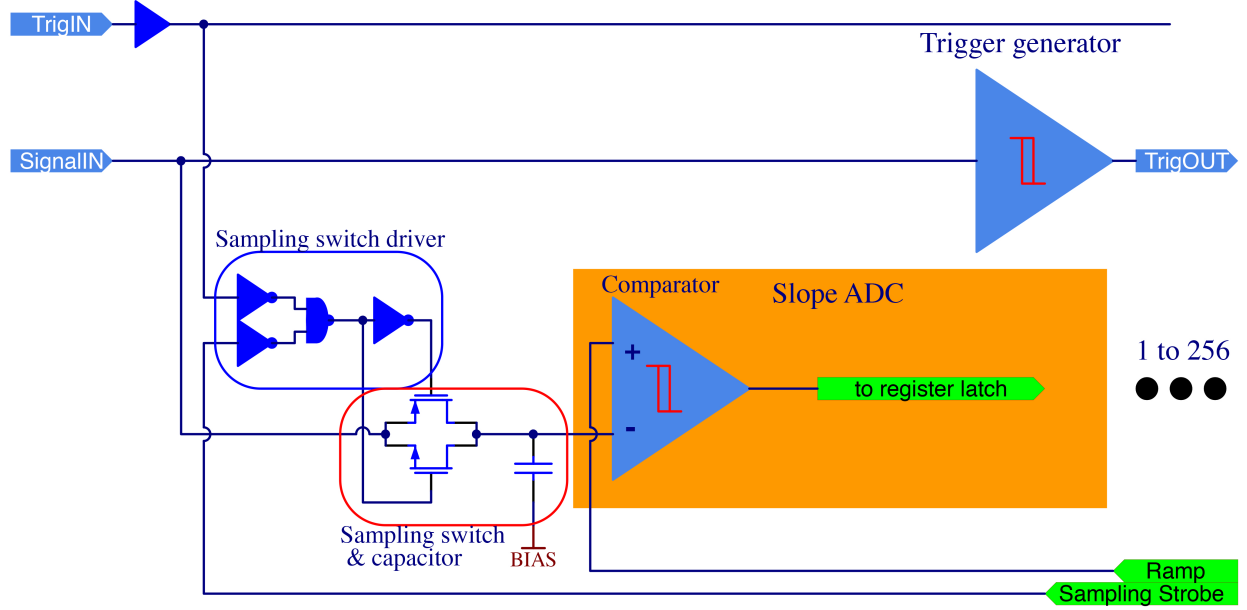 TrigIN
Trigger generator
SignalIN
TrigOUT
Sampling switch driver
Comparator
Slope ADC
+
1 to 256
to register latch
-
Sampling switch
& capacitor
BIAS
Ramp
Sampling Strobe